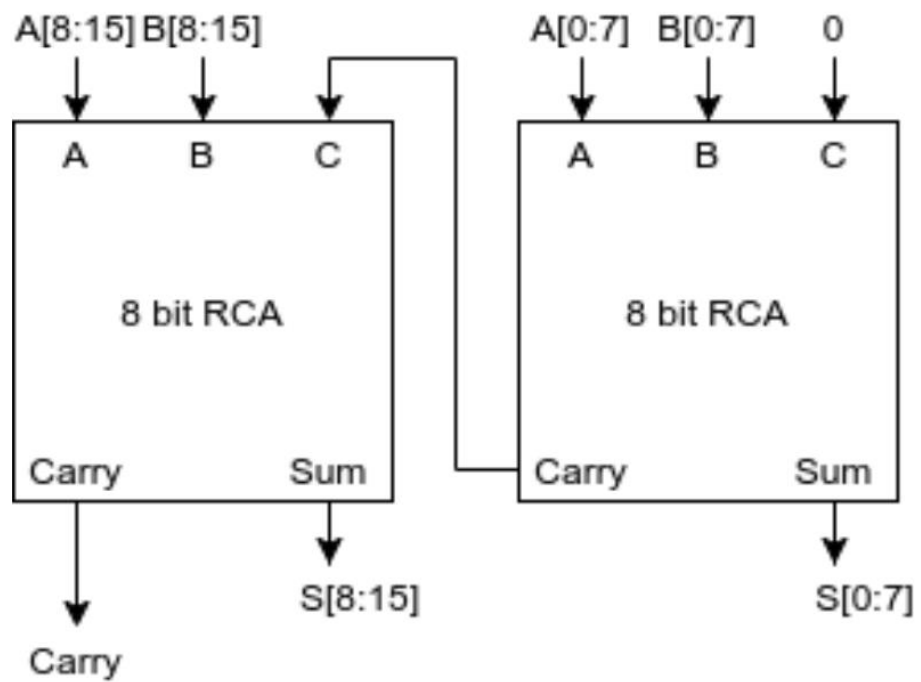 A[8:15] B[8:15] A[0:7] B[0:7] 0
A B C A B C
8 bit RCA 8 bit RCA
Carry Sum Carry Sum
S[8:15] S[0:7]
Carry